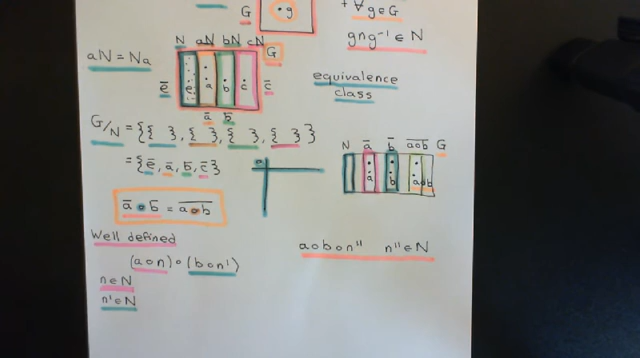 G
g
+ ∀g∈G
gng⁻¹ ∈ N
aN = Na
N aN bN cN G
e a b c
ē ā b̄ c̄
equivalence
class
G/N = {{ }, { }, { }, { }}
= {ē, ā, b̄, c̄}
o
N ā b̄ a∘b̄ G
a b a∘b
ā ∘ b̄ = a∘b̄
Well defined
(a∘n) ∘ (b∘n')
a∘b∘n'' n''∈N
n∈N
n'∈N